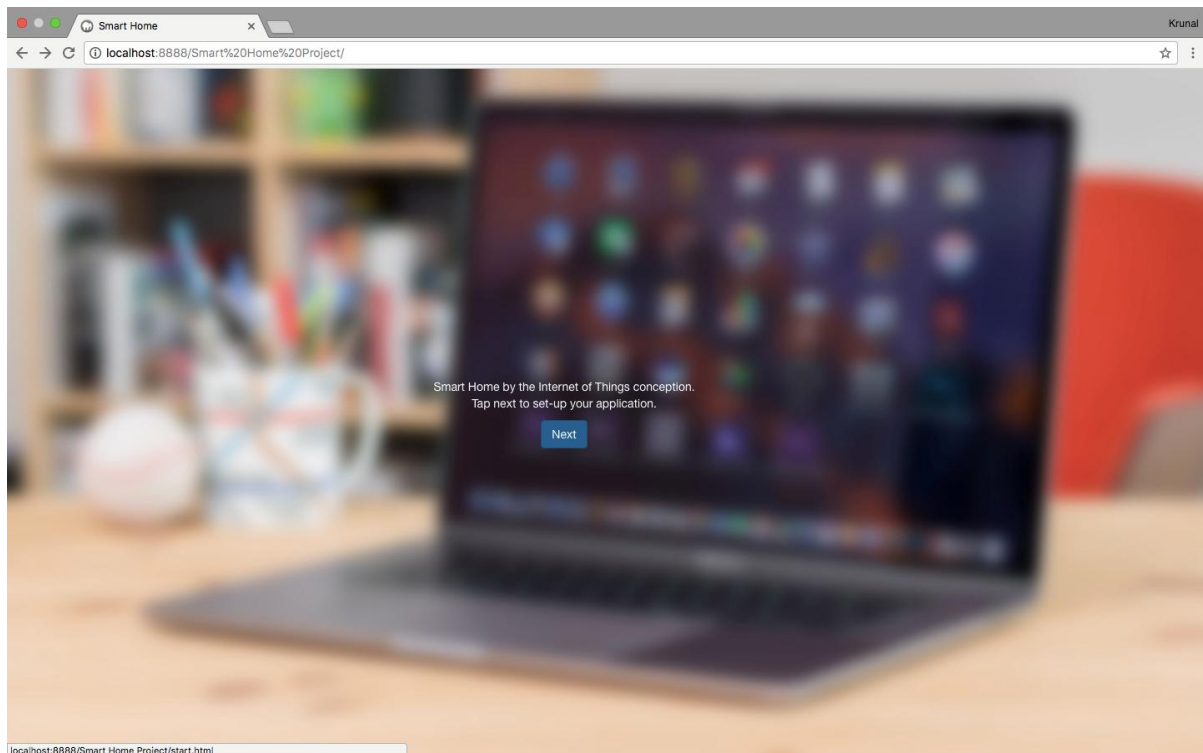 Smart Home
Krunal
localhost:8888/Smart%20Home%20Project/
Smart Home by the Internet of Things conception.
Tap next to set-up your application.
Next
localhost:8888/Smart Home Project/start.html